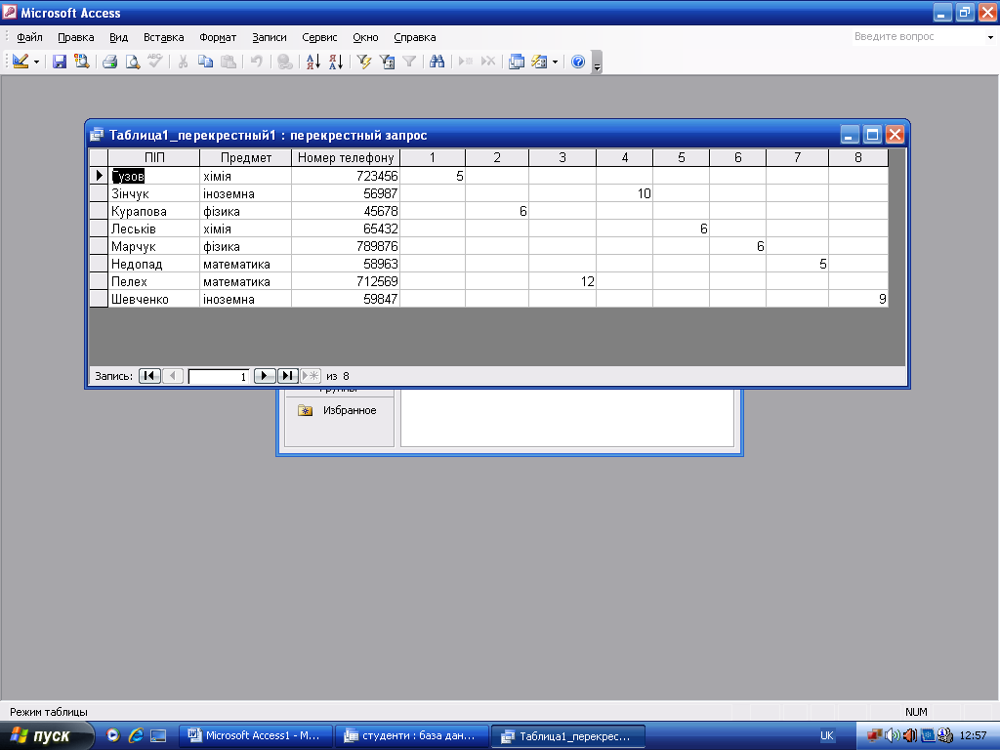 Microsoft Access
Файл Правка Вид Вставка Формат Записи Сервис Окно Справка Введите вопрос
Таблица1_перекрестный1 : перекрестный запрос
ПІП Предмет Номер телефону 1 2 3 4 5 6 7 8
хімія 723456 5
Зінчук іноземна 56987 10
Курапова фізика 45678 6
Леськів хімія 65432 6
Марчук фізика 789876 6
Недопад математика 58963 5
Пелех математика 712569 12
Шевченко іноземна 59847 9
Запись: 1 из 8
Группы
Избранное
Режим таблицы NUM
пуск Microsoft Access1 - М... студенти : база дан... Таблица1_перекрес... UK 12:57